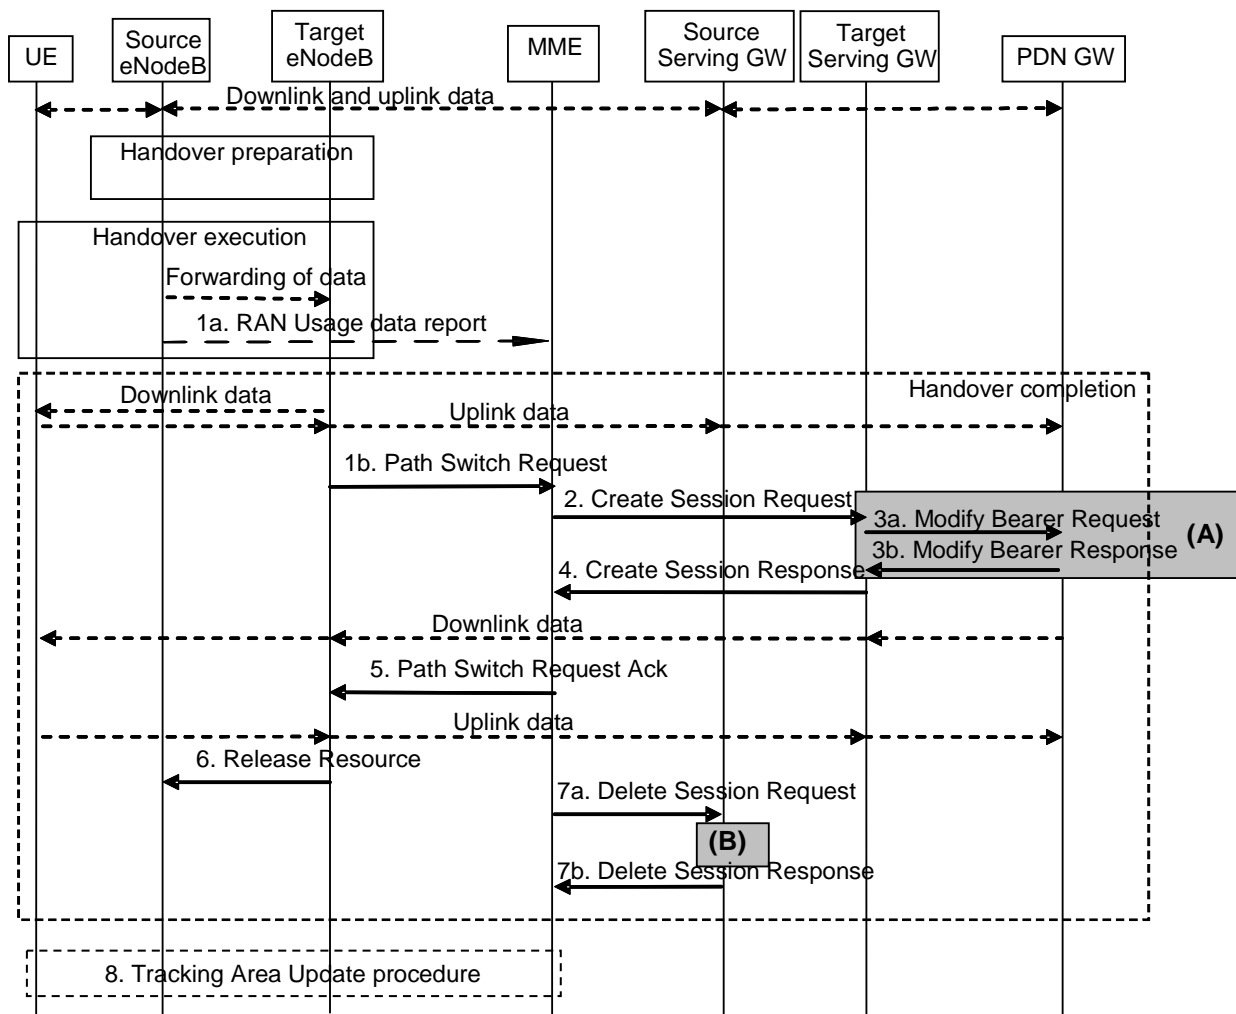 UE
Source
eNodeB
Target
eNodeB
MME
Source
Serving GW
Target
Serving GW
PDN GW
Downlink and uplink data
Handover preparation
Handover execution
Forwarding of data
1a. RAN Usage data report
Handover completion
Downlink data
Uplink data
1b. Path Switch Request
2. Create Session Request
3a. Modify Bearer Request
(A)
3b. Modify Bearer Response
4. Create Session Response
Downlink data
5. Path Switch Request Ack
Uplink data
6. Release Resource
7a. Delete Session Request
(B)
7b. Delete Session Response
8. Tracking Area Update procedure